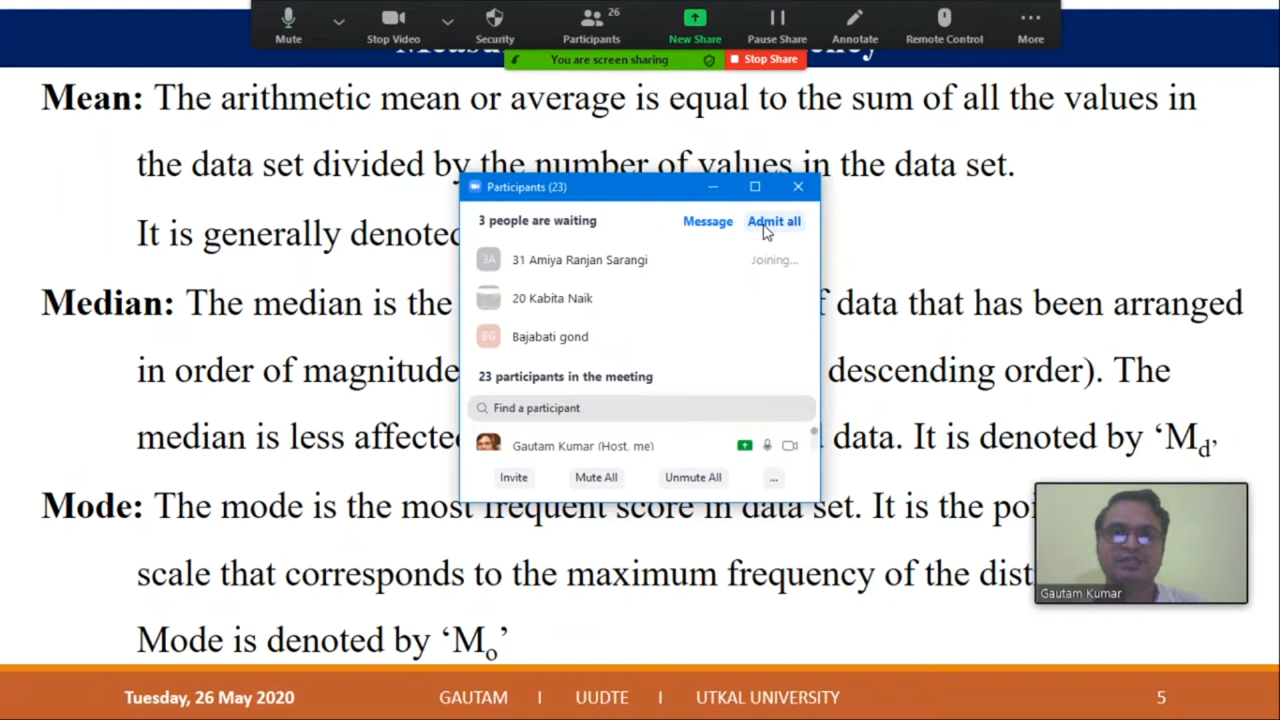 26
Mute Stop Video Security Participants New Share Pause Share Annotate Remote Control More
You are screen sharing Stop Share
Mean: The arithmetic mean or average is equal to the sum of all the values in
the data set divided by the number of values in the data set.
It is generally denoted
Median: The median is the f data that has been arranged
in order of magnitude descending order). The
median is less affected data. It is denoted by ‘Md’
Mode: The mode is the most frequent score in data set. It is the poi
scale that corresponds to the maximum frequency of the dist
Mode is denoted by ‘Mo’
Participants (23)
3 people are waiting Message Admit all
3A 31 Amiya Ranjan Sarangi Joining...
20 Kabita Naik
BG Bajabati gond
23 participants in the meeting
Find a participant
Gautam Kumar (Host, me)
Invite Mute All Unmute All ...
Gautam Kumar
Tuesday, 26 May 2020 GAUTAM I UUDTE I UTKAL UNIVERSITY 5